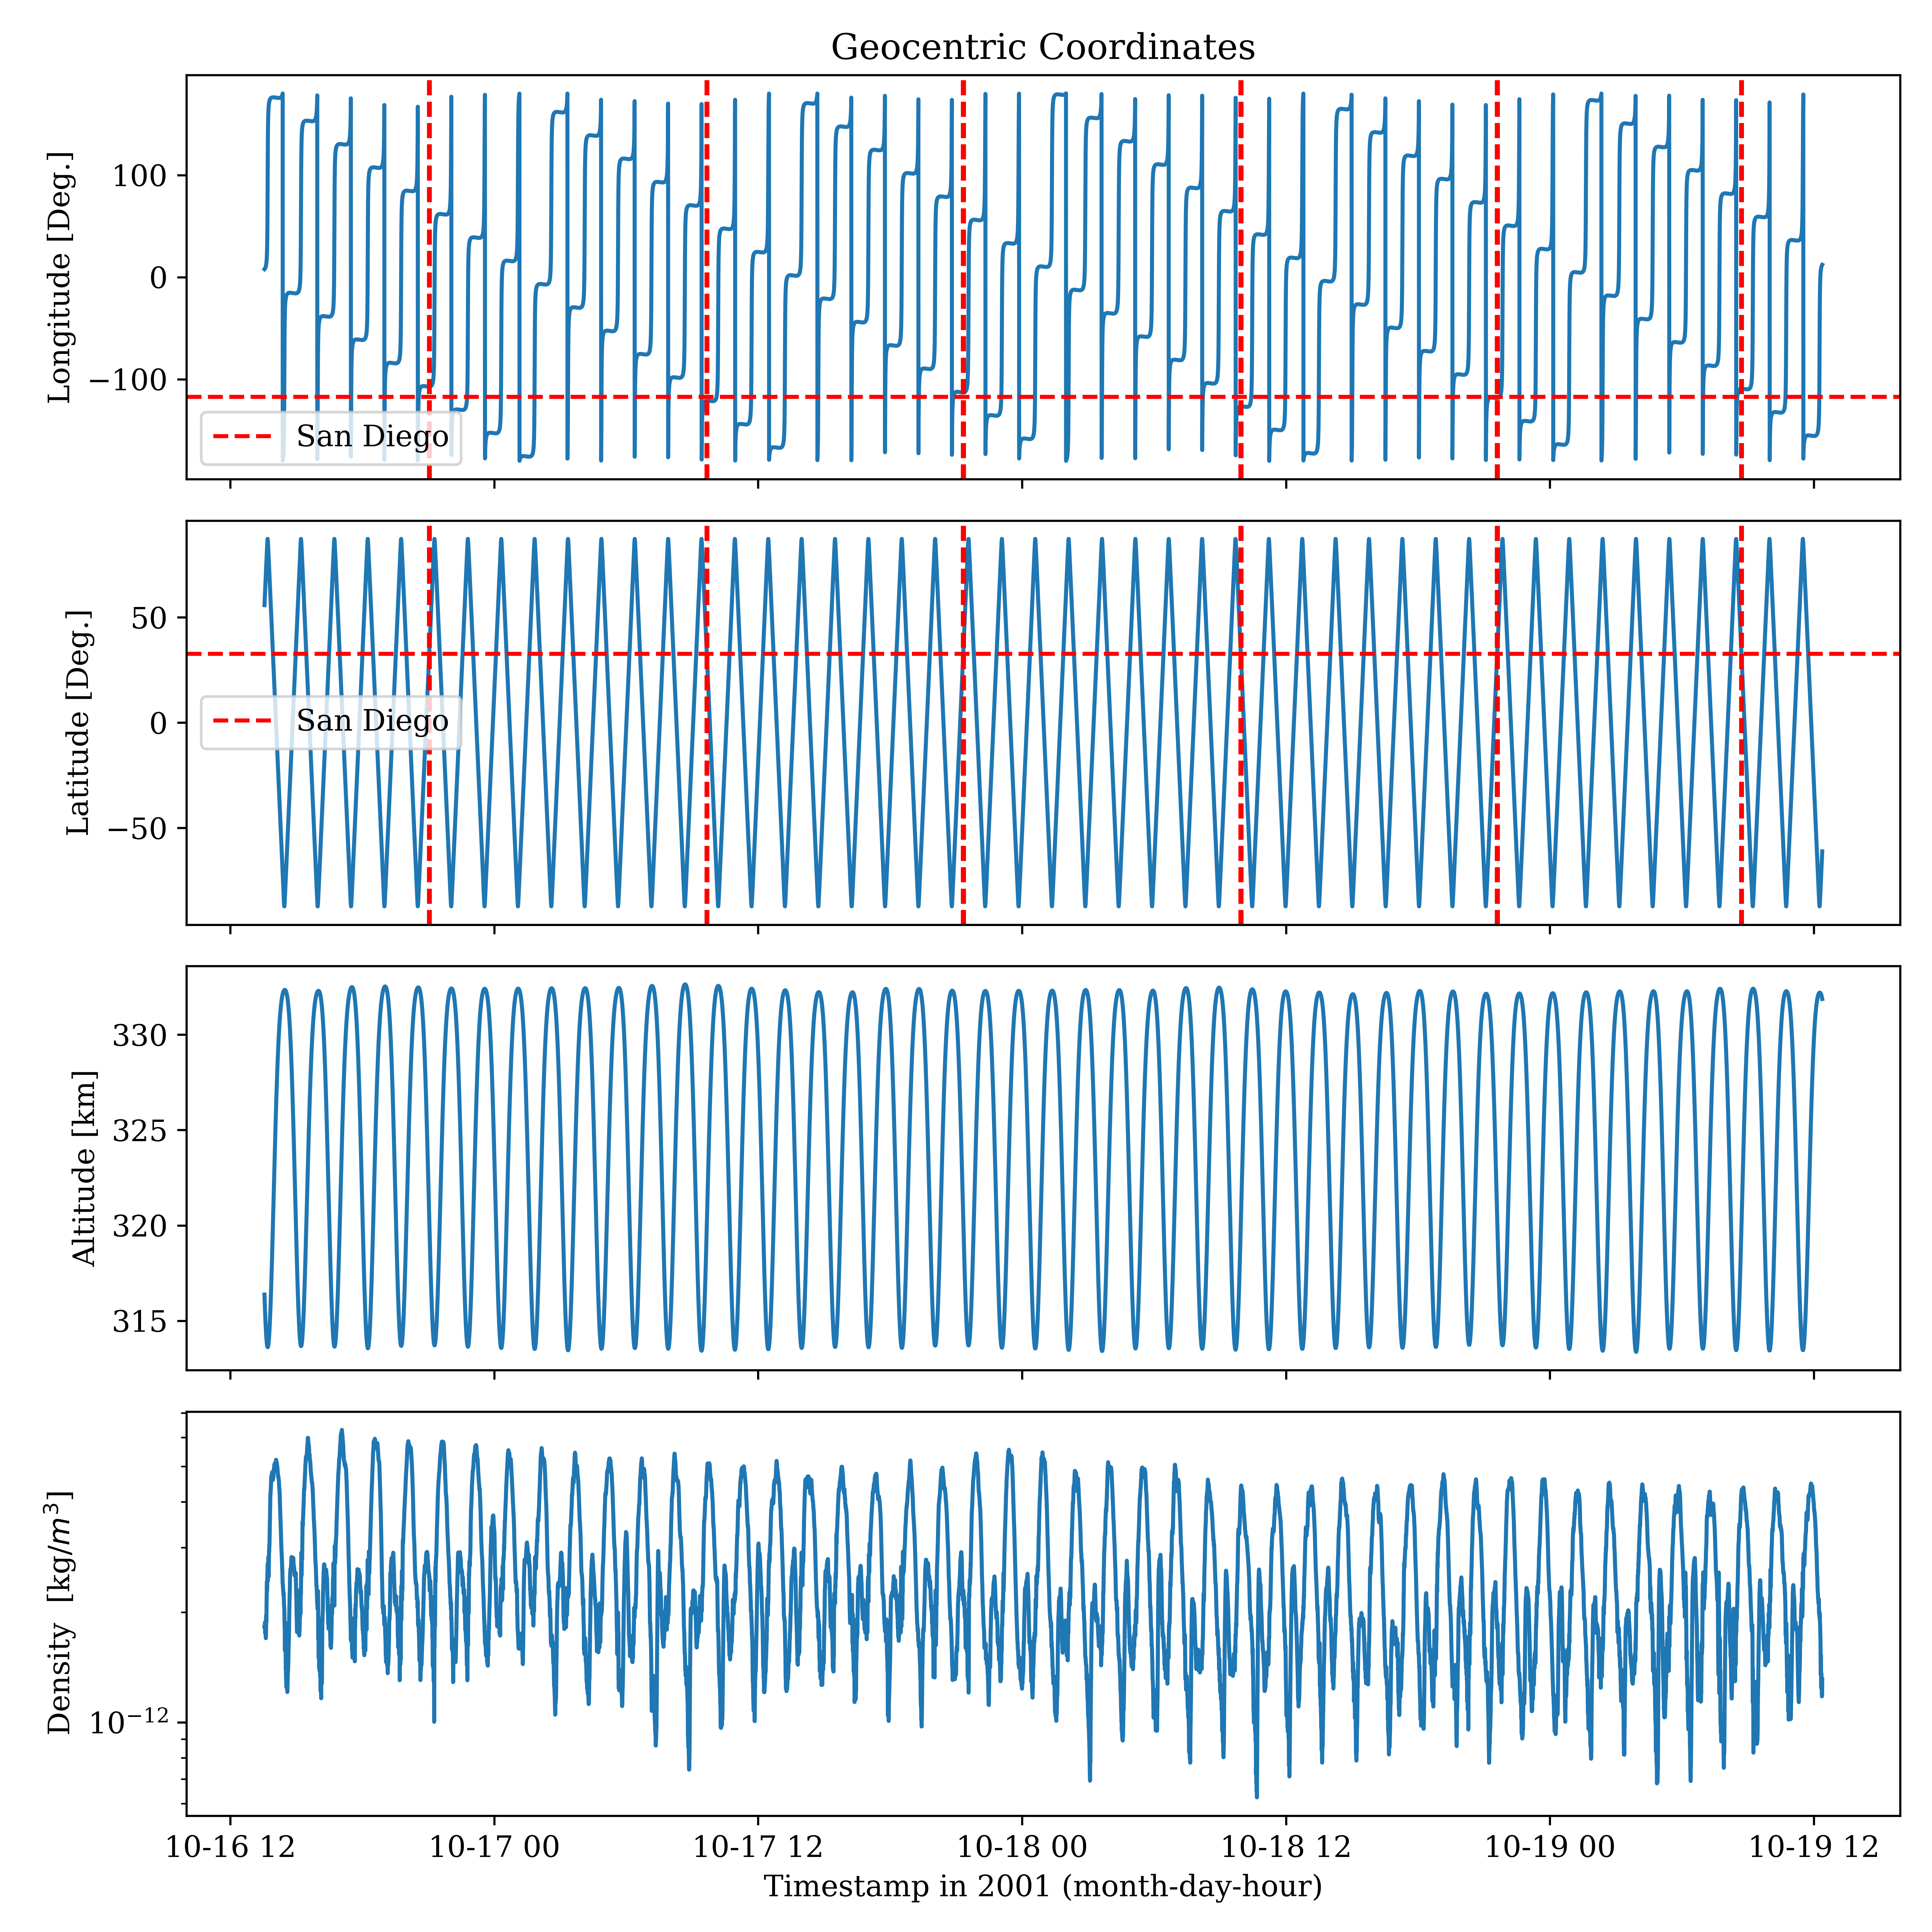 Geocentric Coordinates
Longitude [Deg.]
100
0
−100
San Diego
Latitude [Deg.]
50
0
−50
San Diego
Altitude [km]
330
325
320
315
Density [kg/m³]
10⁻¹²
10-16 12
10-17 00
10-17 12
10-18 00
10-18 12
10-19 00
10-19 12
Timestamp in 2001 (month-day-hour)